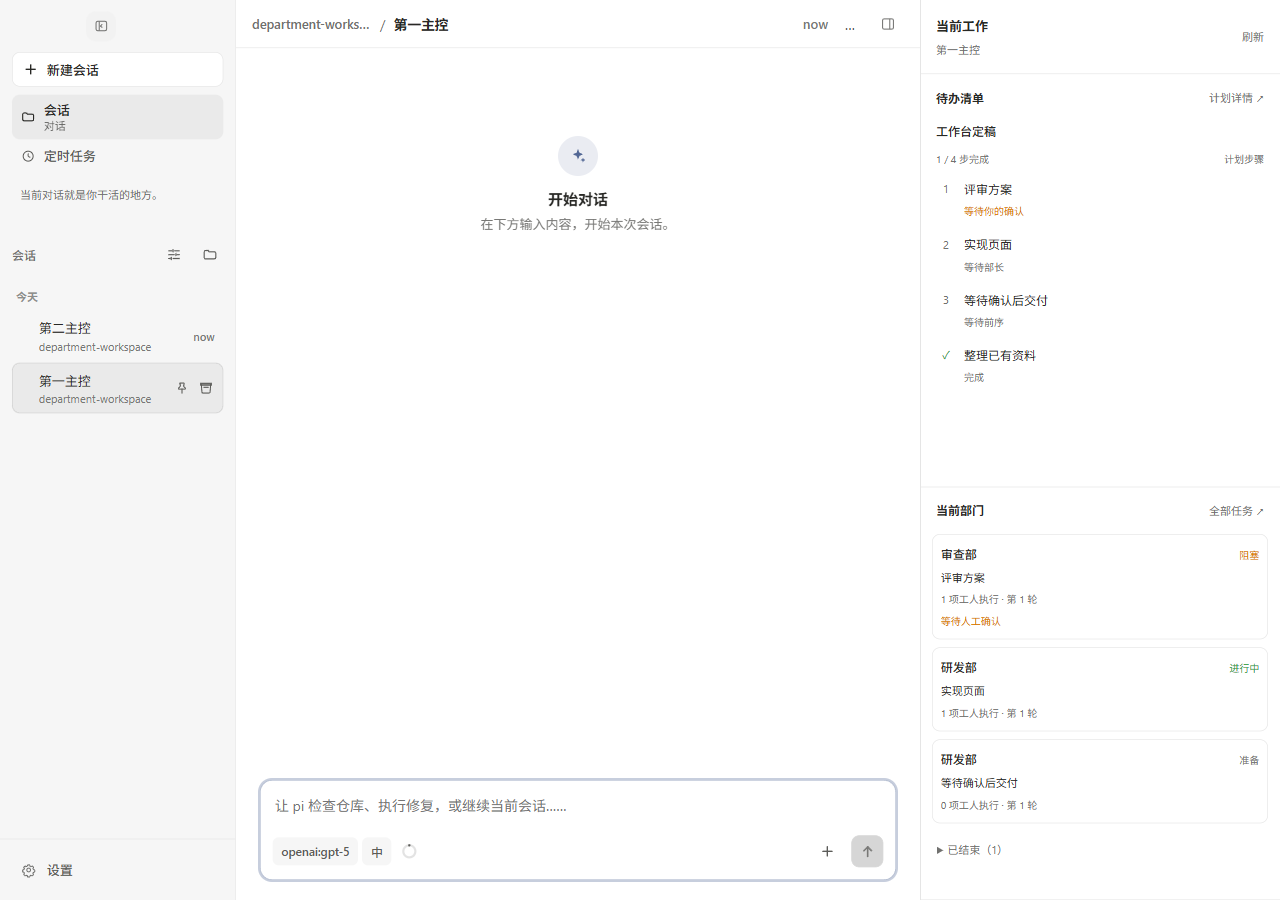 新建会话
会话
对话
定时任务
当前对话就是你干活的地方。
会话
今天
第二主控
department-workspace
now
第一主控
department-workspace
设置
department-works... / 第一主控
now
...
开始对话
在下方输入内容，开始本次会话。
让 pi 检查仓库、执行修复，或继续当前会话……
openai:gpt-5
中
当前工作
第一主控
刷新
待办清单
计划详情 ↗
工作台定稿
1 / 4 步完成
计划步骤
1 评审方案
等待你的确认
2 实现页面
等待部长
3 等待确认后交付
等待前序
✓ 整理已有资料
完成
当前部门
全部任务 ↗
审查部
阻塞
评审方案
1 项工人执行 · 第 1 轮
等待人工确认
研发部
进行中
实现页面
1 项工人执行 · 第 1 轮
研发部
准备
等待确认后交付
0 项工人执行 · 第 1 轮
▶ 已结束（1）